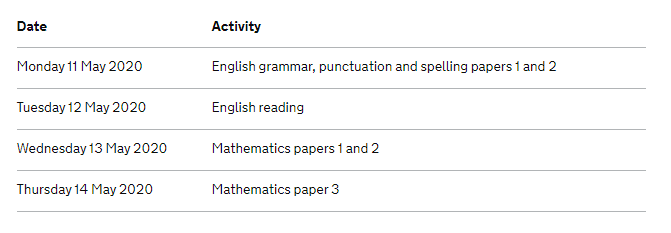 Date Activity
Monday 11 May 2020 English grammar, punctuation and spelling papers 1 and 2
Tuesday 12 May 2020 English reading
Wednesday 13 May 2020 Mathematics papers 1 and 2
Thursday 14 May 2020 Mathematics paper 3